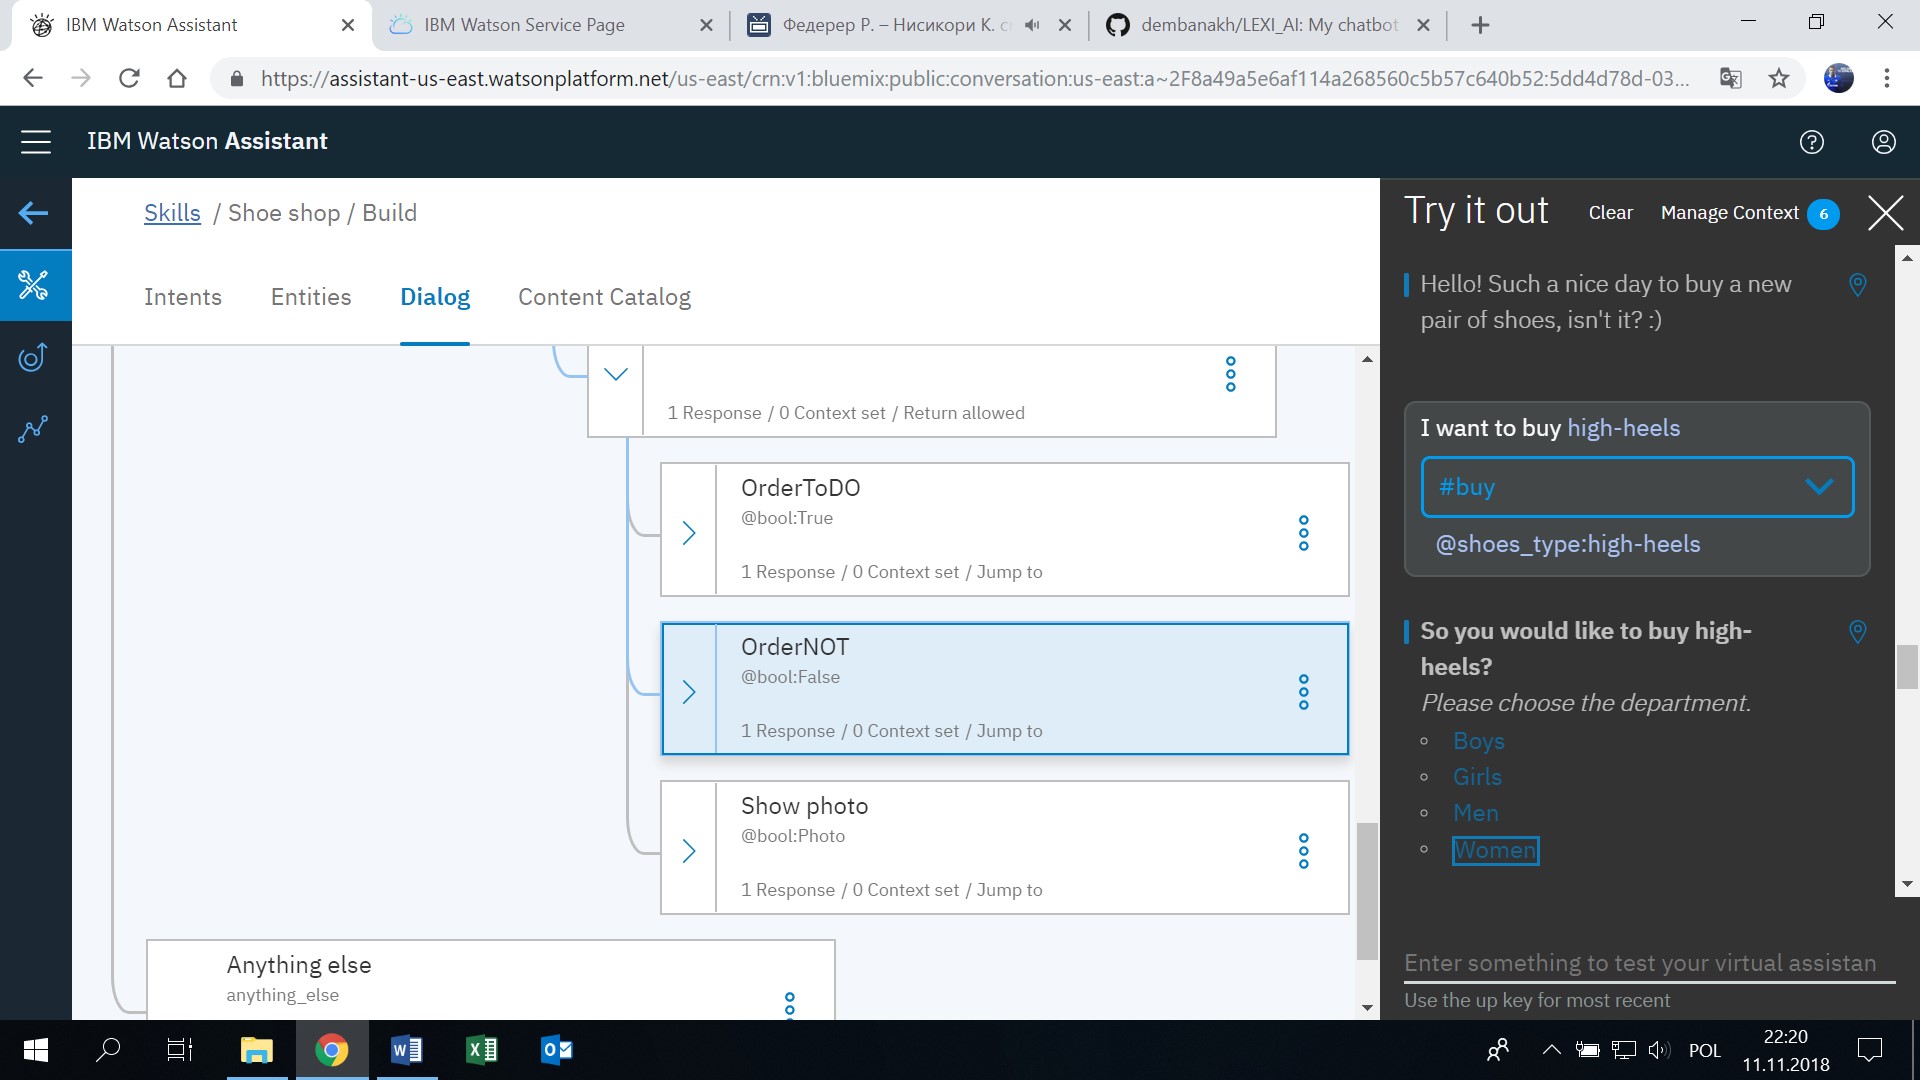 IBM Watson Assistant
IBM Watson Service Page
Федерер Р. – Нисикори К.
dembanakh/LEXI_AI: My chatbot
https://assistant-us-east.watsonplatform.net/us-east/crn:v1:bluemix:public:conversation:us-east:a~2F8a49a5e6af114a268560c5b57c640b52:5dd4d78d-03...
IBM Watson Assistant
Skills / Shoe shop / Build
Intents
Entities
Dialog
Content Catalog
1 Response / 0 Context set / Return allowed
OrderToDO
@bool:True
1 Response / 0 Context set / Jump to
OrderNOT
@bool:False
1 Response / 0 Context set / Jump to
Show photo
@bool:Photo
1 Response / 0 Context set / Jump to
Anything else
anything_else
Try it out
Clear
Manage Context 6
Hello! Such a nice day to buy a new
pair of shoes, isn't it? :)
I want to buy high-heels
#buy
@shoes_type:high-heels
So you would like to buy high-
heels?
Please choose the department.
Boys
Girls
Men
Women
Enter something to test your virtual assistan
Use the up key for most recent
POL
22:20
11.11.2018